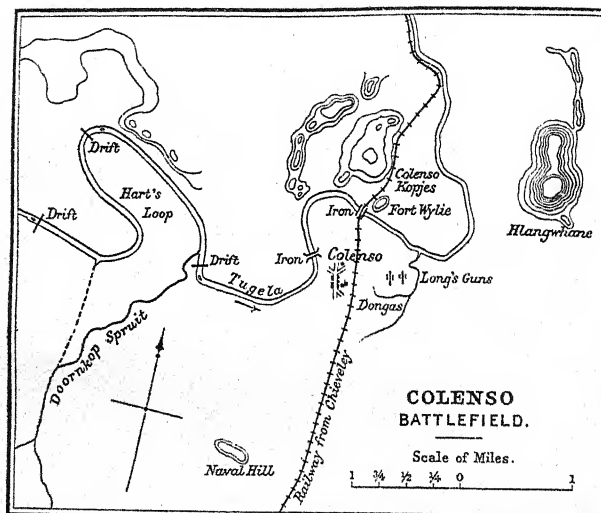 Drift
Hart's
Loop
Drift
Drift
Doornkop Spruit
Tugela
Iron
Colenso
Iron
Colenso
Kopjes
Fort Wylie
Hlangwhane
Long's Guns
Dongas
Railway from Chieveley
Naval Hill
COLENSO
BATTLEFIELD.
Scale of Miles.
1 ¾ ½ ¼ 0 1